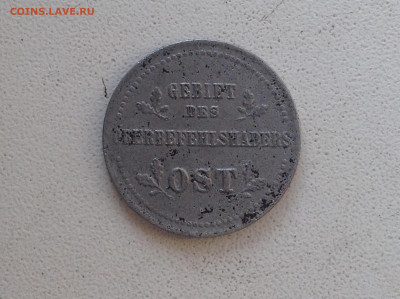 COINS.LAVE.RU
GEBIET
DES
OBERBEFEHLSHABERS
OST